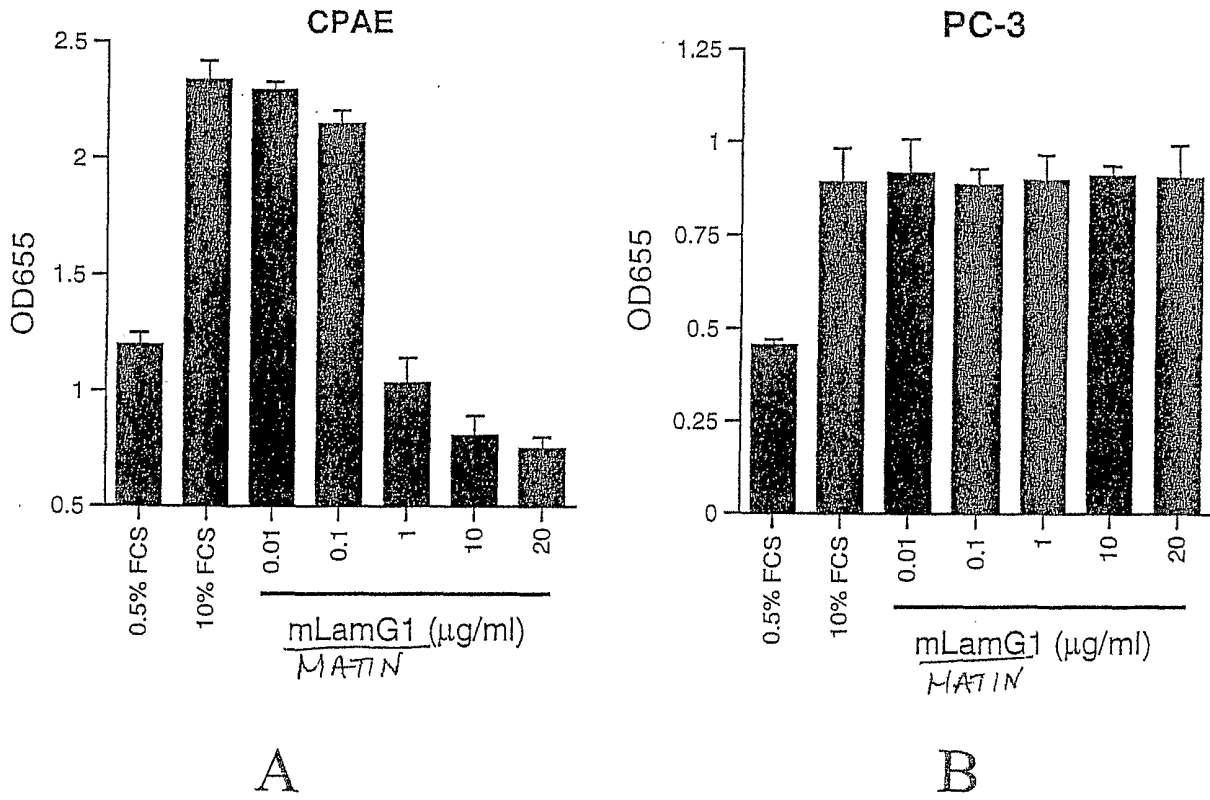 CPAE
2.5
2
1.5
1
0.5
OD655
0.5% FCS
10% FCS
0.01
0.1
1
10
20
mLamG1 (μg/ml)
MATIN
A
PC-3
1.25
1
0.75
0.5
0.25
0
OD655
0.5% FCS
10% FCS
0.01
0.1
1
10
20
mLamG1 (μg/ml)
MATIN
B